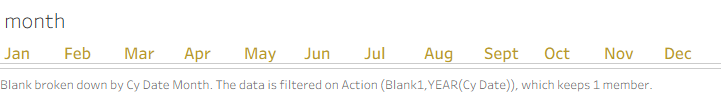 month
Jan Feb Mar Apr May Jun Jul Aug Sept Oct Nov Dec
Blank broken down by Cy Date Month. The data is filtered on Action (Blank1,YEAR(Cy Date)), which keeps 1 member.